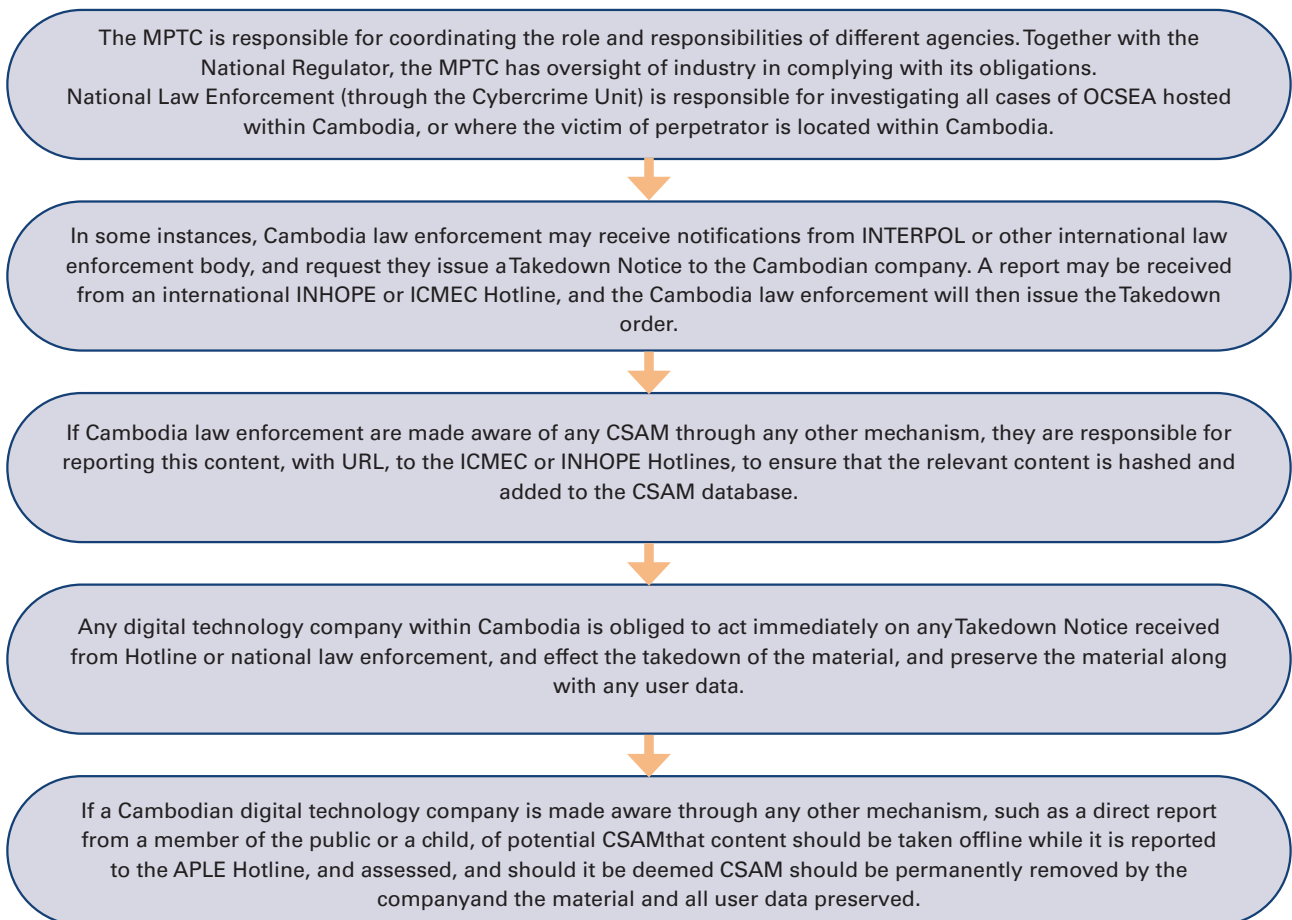 The MPTC is responsible for coordinating the role and responsibilities of different agencies. Together with the
National Regulator, the MPTC has oversight of industry in complying with its obligations.
National Law Enforcement (through the Cybercrime Unit) is responsible for investigating all cases of OCSEA hosted
within Cambodia, or where the victim of perpetrator is located within Cambodia.
In some instances, Cambodia law enforcement may receive notifications from INTERPOL or other international law
enforcement body, and request they issue a Takedown Notice to the Cambodian company. A report may be received
from an international INHOPE or ICMEC Hotline, and the Cambodia law enforcement will then issue the Takedown
order.
If Cambodia law enforcement are made aware of any CSAM through any other mechanism, they are responsible for
reporting this content, with URL, to the ICMEC or INHOPE Hotlines, to ensure that the relevant content is hashed and
added to the CSAM database.
Any digital technology company within Cambodia is obliged to act immediately on any Takedown Notice received
from Hotline or national law enforcement, and effect the takedown of the material, and preserve the material along
with any user data.
If a Cambodian digital technology company is made aware through any other mechanism, such as a direct report
from a member of the public or a child, of potential CSAMthat content should be taken offline while it is reported
to the APLE Hotline, and assessed, and should it be deemed CSAM should be permanently removed by the
companyand the material and all user data preserved.